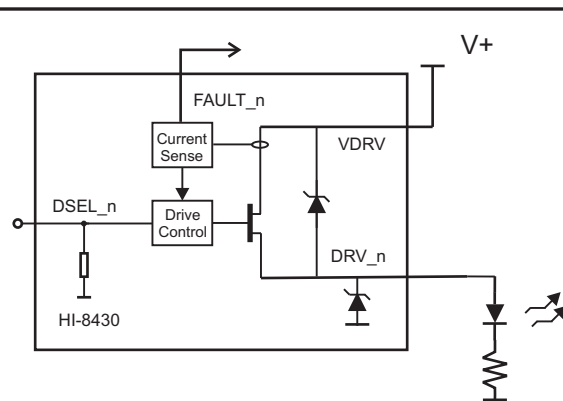 V+
FAULT_n
Current
Sense
VDRV
DSEL_n
Drive
Control
DRV_n
HI-8430